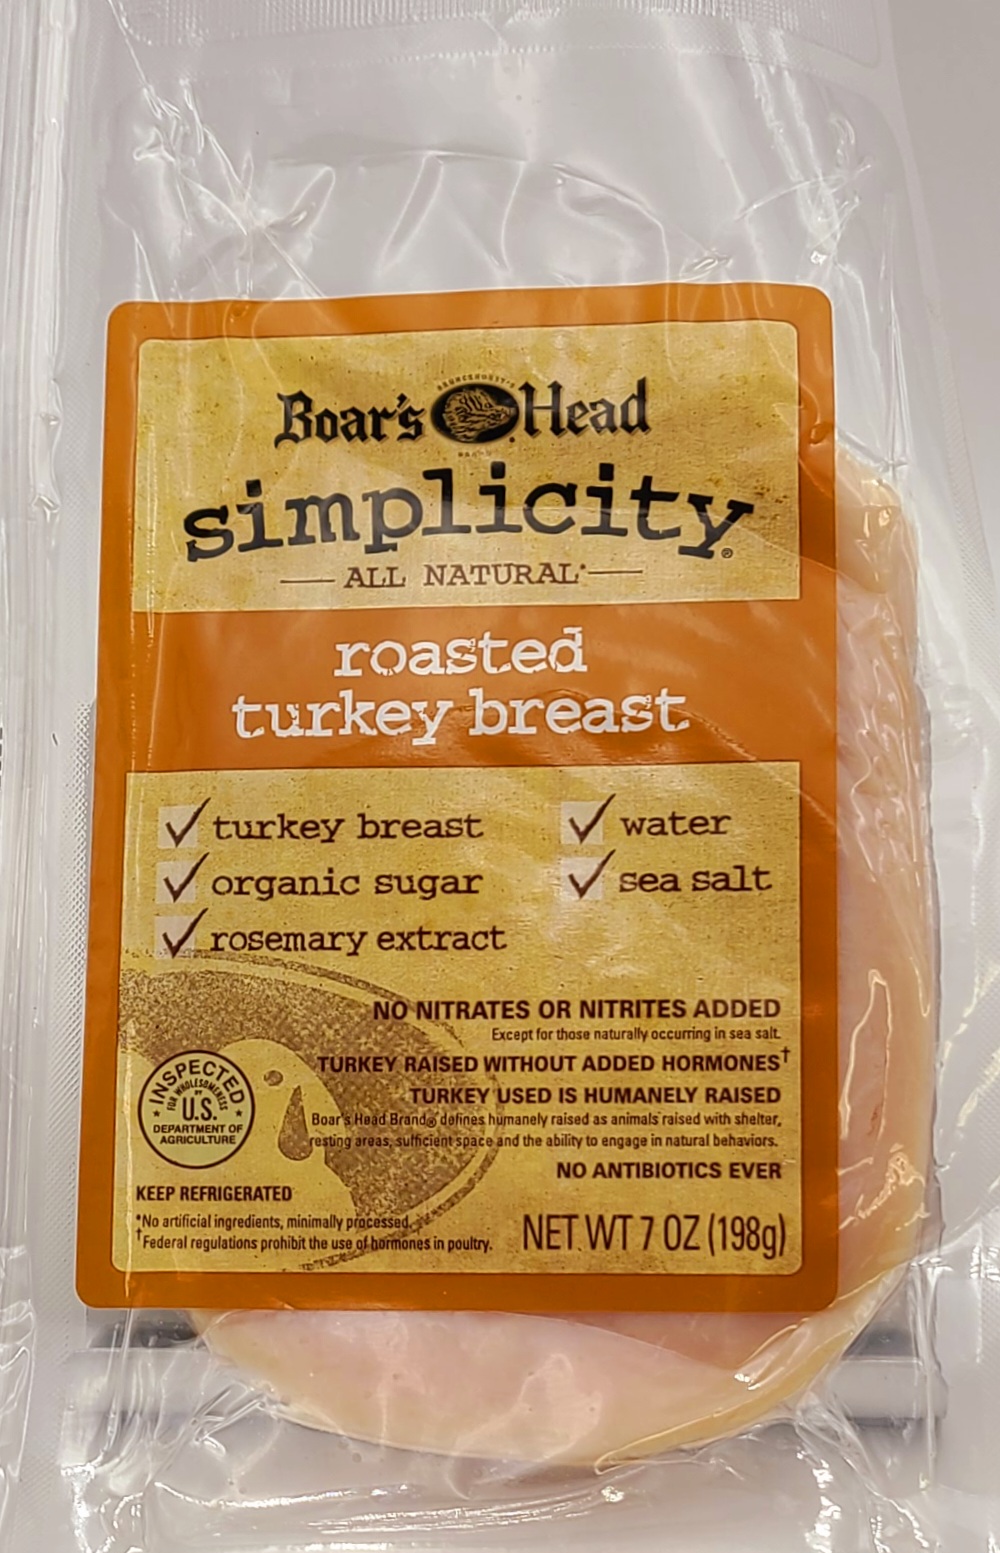 Boar's Head
BRUNCKHORST'S
BRAND
simplicity®
ALL NATURAL*
roasted
turkey breast
turkey breast
water
organic sugar
sea salt
rosemary extract
NO NITRATES OR NITRITES ADDED
Except for those naturally occurring in sea salt.
TURKEY RAISED WITHOUT ADDED HORMONES†
TURKEY USED IS HUMANELY RAISED
Boar's Head Brand® defines humanely raised as animals raised with shelter,
resting areas, sufficient space and the ability to engage in natural behaviors.
NO ANTIBIOTICS EVER
INSPECTED
FOR WHOLESOMENESS
BY
U.S.
DEPARTMENT OF
AGRICULTURE
KEEP REFRIGERATED
*No artificial ingredients, minimally processed.
†Federal regulations prohibit the use of hormones in poultry.
NET WT 7 OZ (198g)